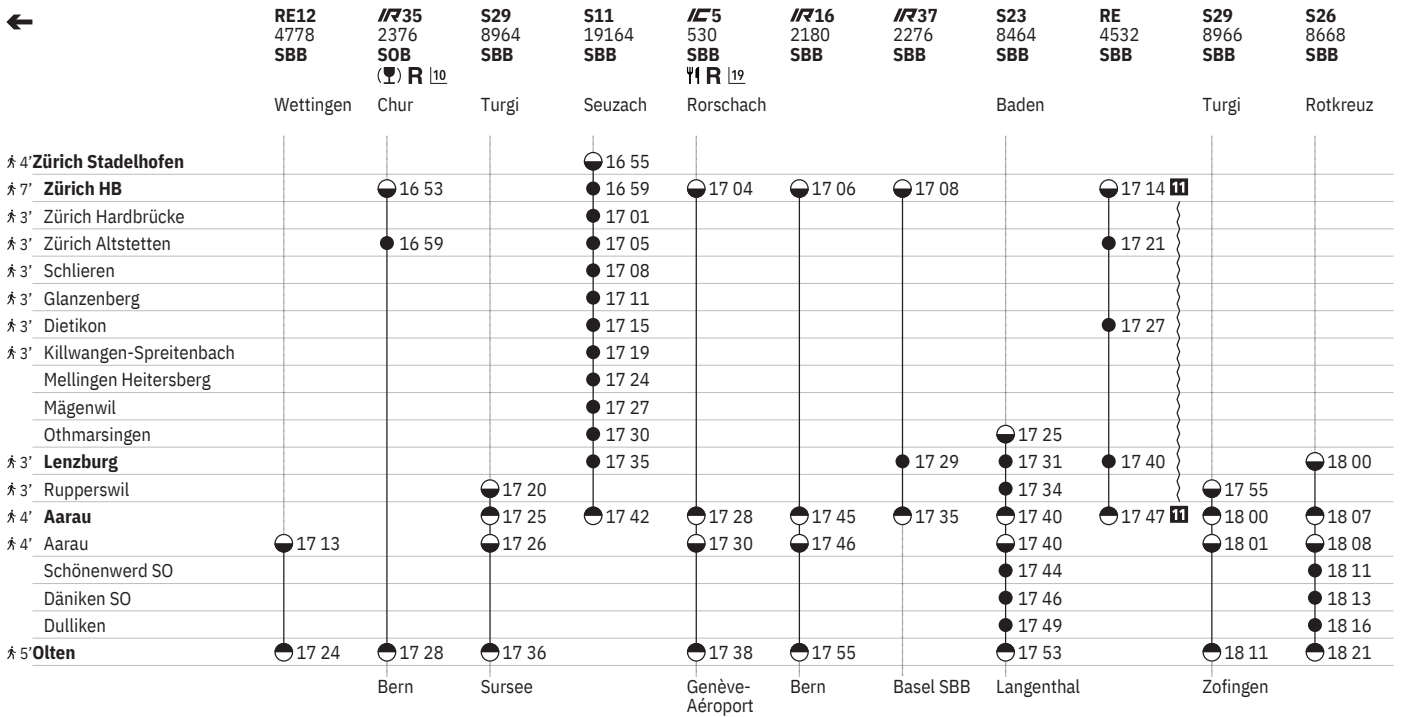 RE12 IR35 S29 S11 IC5 IR16 IR37 S23 RE S29 S26
4778 2376 8964 19164 530 2180 2276 8464 4532 8966 8668
SBB SOB SBB SBB SBB SBB SBB SBB SBB SBB SBB
R 10 R 19
Wettingen Chur Turgi Seuzach Rorschach Baden Turgi Rotkreuz
4' Zürich Stadelhofen 16 55
7' Zürich HB 16 53 16 59 17 04 17 06 17 08 17 14 11
3' Zürich Hardbrücke 17 01
3' Zürich Altstetten 16 59 17 05 17 21
3' Schlieren 17 08
3' Glanzenberg 17 11
3' Dietikon 17 15 17 27
3' Killwangen-Spreitenbach 17 19
Mellingen Heitersberg 17 24
Mägenwil 17 27
Othmarsingen 17 30 17 25
3' Lenzburg 17 35 17 29 17 31 17 40 18 00
3' Rupperswil 17 20 17 34 17 55
4' Aarau 17 25 17 42 17 28 17 45 17 35 17 40 17 47 11 18 00 18 07
4' Aarau 17 13 17 26 17 30 17 46 17 40 18 01 18 08
Schönenwerd SO 17 44 18 11
Däniken SO 17 46 18 13
Dulliken 17 49 18 16
5' Olten 17 24 17 28 17 36 17 38 17 55 17 53 18 11 18 21
Bern Sursee Genève- Bern Basel SBB Langenthal Zofingen
Aéroport